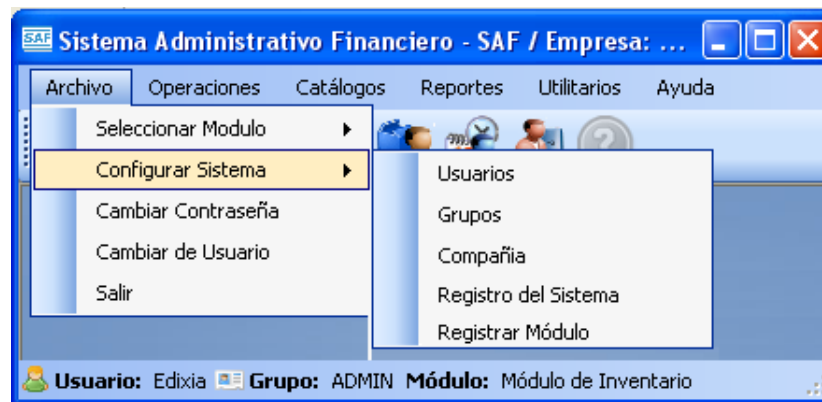 SAF Sistema Administrativo Financiero - SAF / Empresa: ...
Archivo Operaciones Catálogos Reportes Utilitarios Ayuda
Seleccionar Modulo
Configurar Sistema
Cambiar Contraseña
Cambiar de Usuario
Salir
Usuarios
Grupos
Compañia
Registro del Sistema
Registrar Módulo
Usuario: Edixia Grupo: ADMIN Módulo: Módulo de Inventario